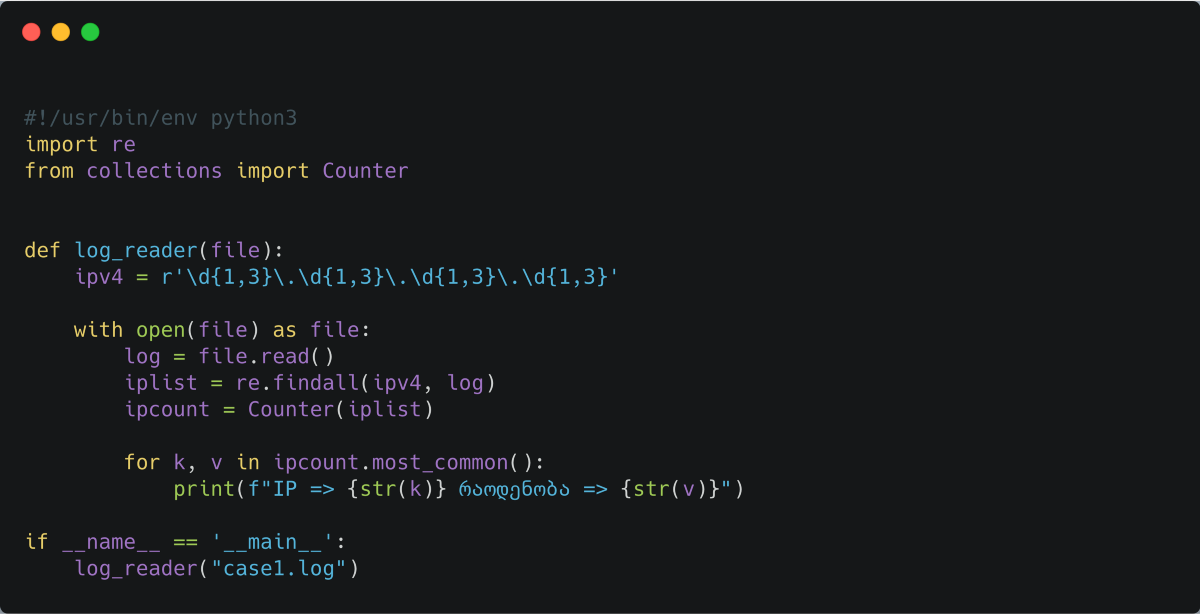 #!/usr/bin/env python3
import re
from collections import Counter
def log_reader(file):
    ipv4 = r'\d{1,3}\.\d{1,3}\.\d{1,3}\.\d{1,3}'
    with open(file) as file:
        log = file.read()
        iplist = re.findall(ipv4, log)
        ipcount = Counter(iplist)
        for k, v in ipcount.most_common():
            print(f"IP => {str(k)} რაოდენობა => {str(v)}")
if __name__ == '__main__':
    log_reader("case1.log")